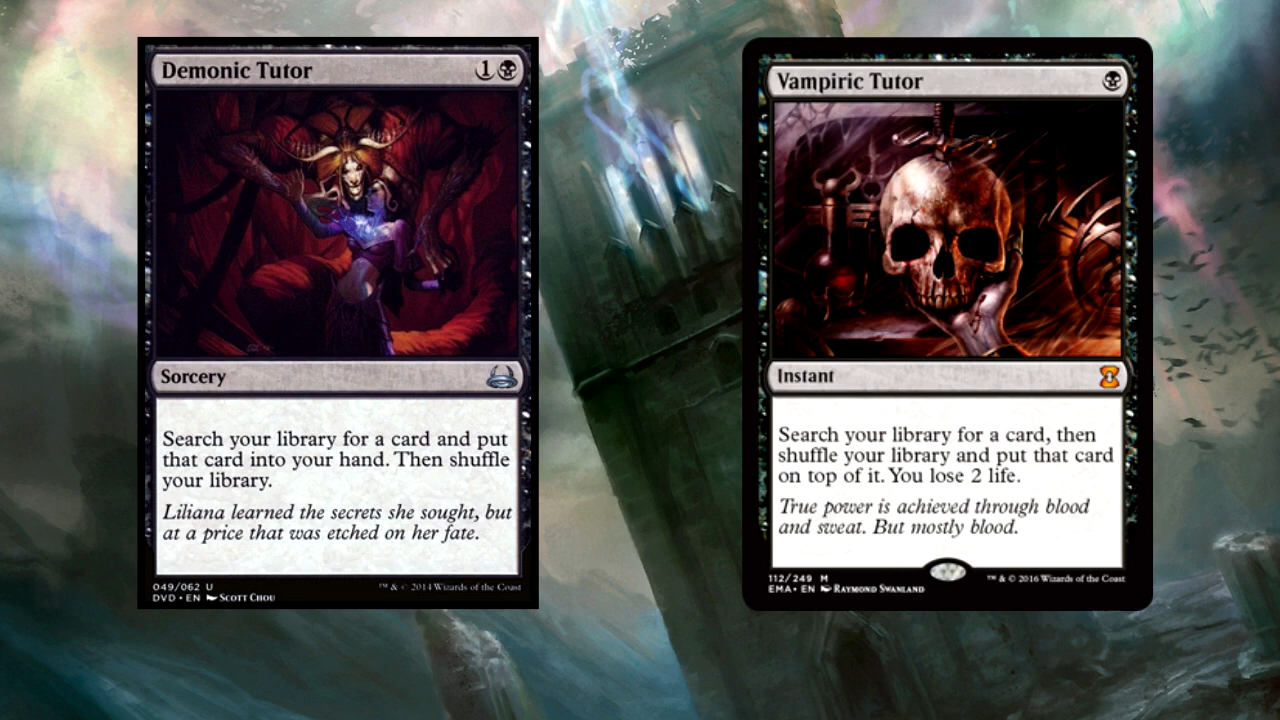 Demonic Tutor 1
Sorcery
Search your library for a card and put
that card into your hand. Then shuffle
your library.
Liliana learned the secrets she sought, but
at a price that was etched on her fate.
049/062 U
DVD • EN Scott Chou
™ & © 2014 Wizards of the Coast
Vampiric Tutor
Instant
Search your library for a card, then
shuffle your library and put that card
on top of it. You lose 2 life.
True power is achieved through blood
and sweat. But mostly blood.
112/249 M
EMA • EN Raymond Swanland
™ & © 2016 Wizards of the Coast